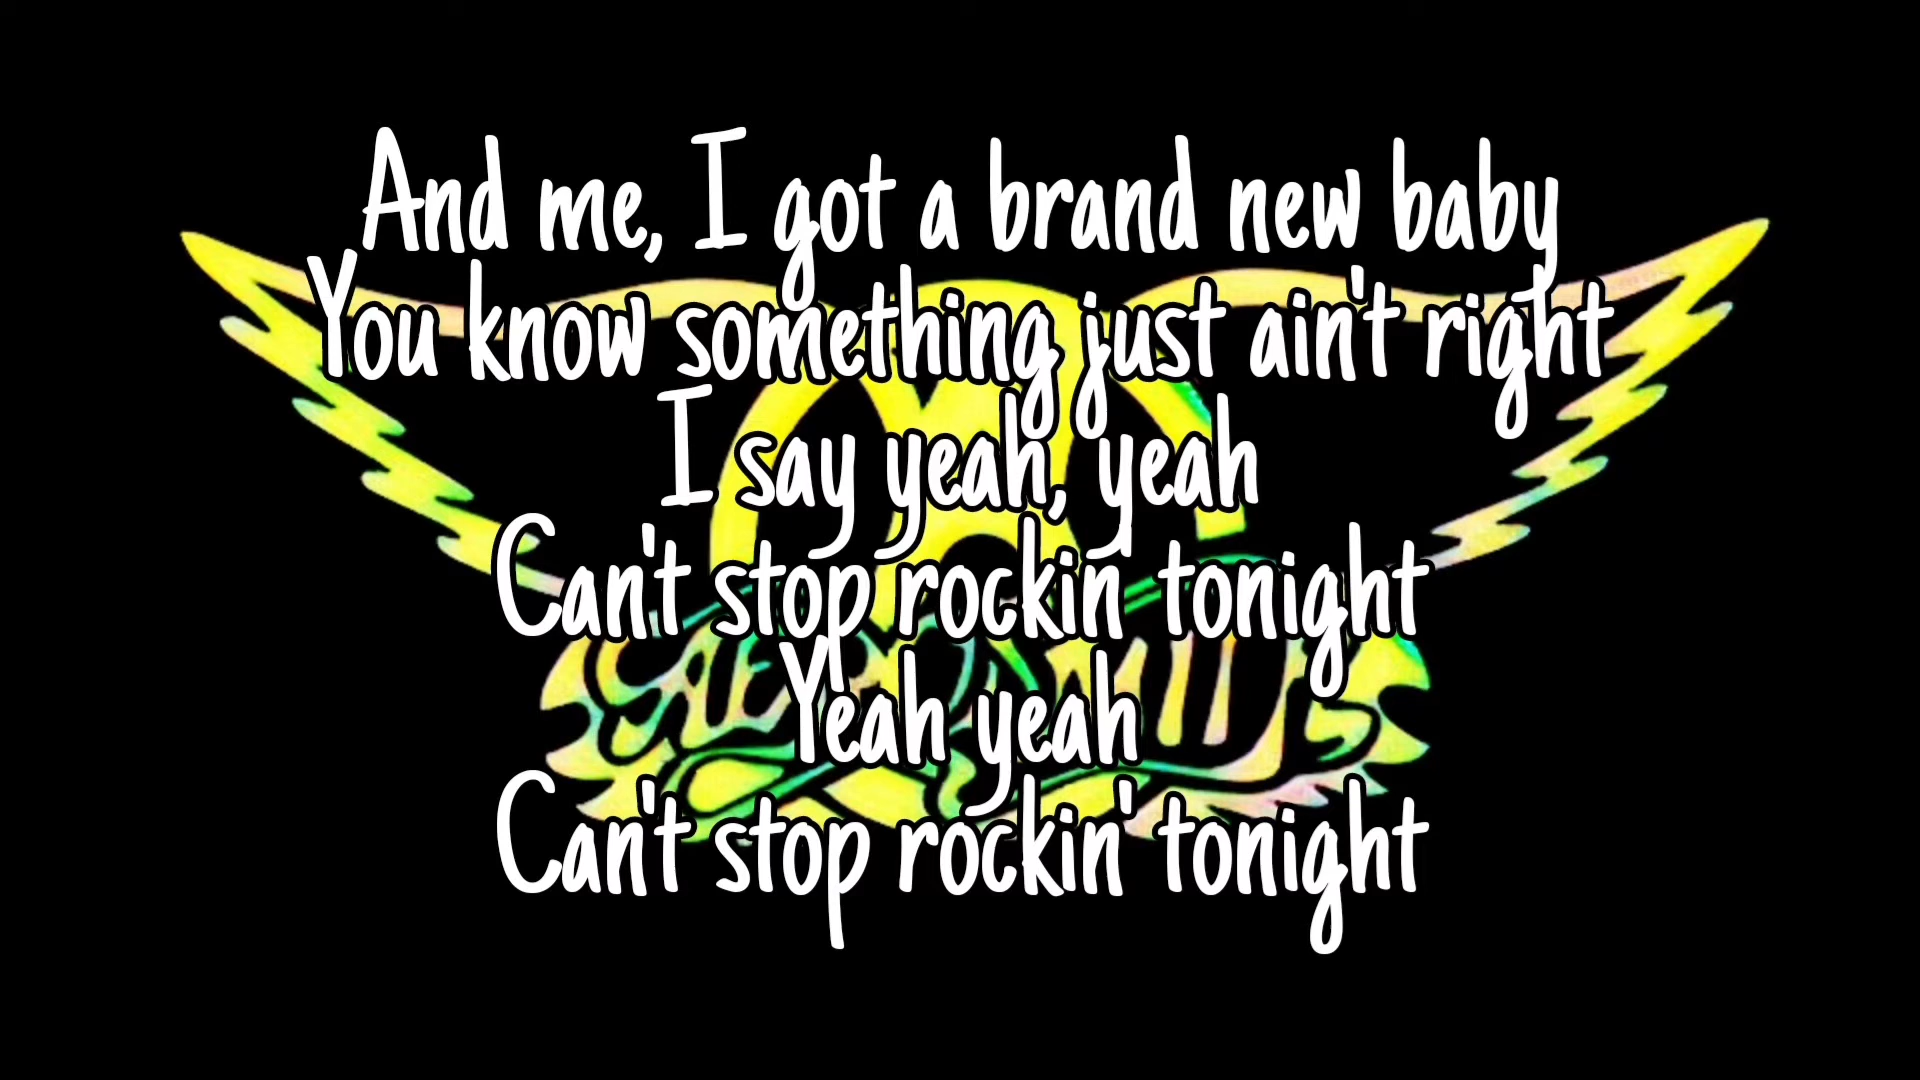 And me, I got a brand new baby
You know something just ain't right
I say yeah, yeah
Can't stop rockin tonight
Yeah yeah
Can't stop rockin' tonight